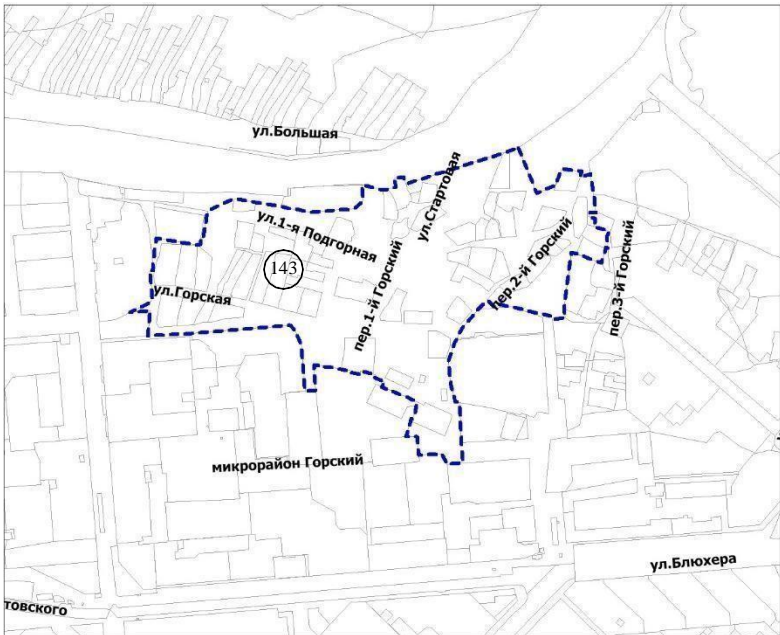 ул.Большая
ул.Стартовая
ул.1-я Подгорная
пер.1-й Горский
пер.2-й Горский
пер.3-й Горский
143
ул.Горская
микрорайон Горский
ул.Блюхера
товского